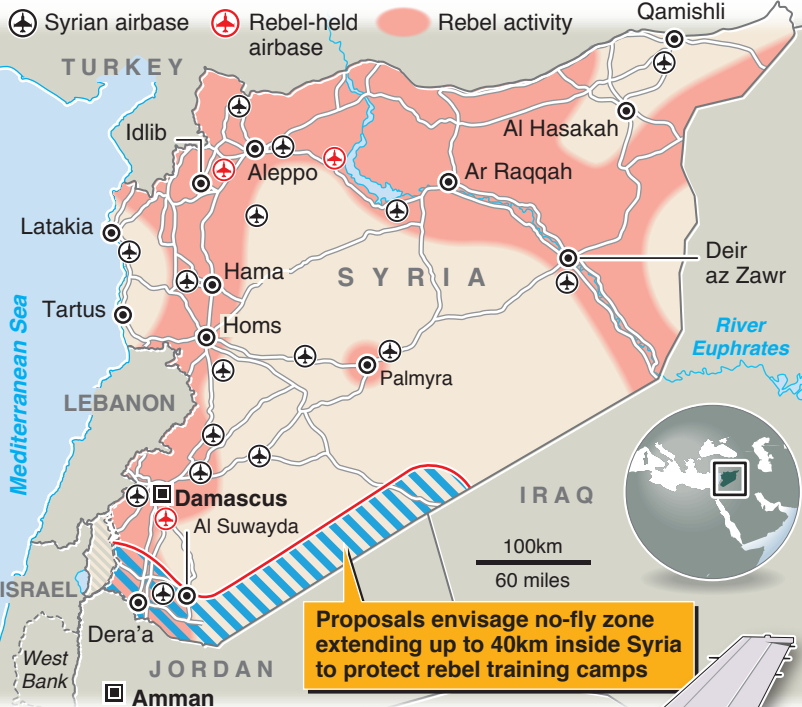 Syrian airbase
Rebel-held
airbase
Rebel activity
Qamishli
TURKEY
Idlib
Al Hasakah
Aleppo
Ar Raqqah
Latakia
Deir
az Zawr
Hama
SYRIA
Tartus
Homs
River
Euphrates
Mediterranean Sea
Palmyra
LEBANON
Damascus
IRAQ
Al Suwayda
100km
60 miles
ISRAEL
Proposals envisage no-fly zone
extending up to 40km inside Syria
to protect rebel training camps
Dera'a
West
Bank
JORDAN
Amman